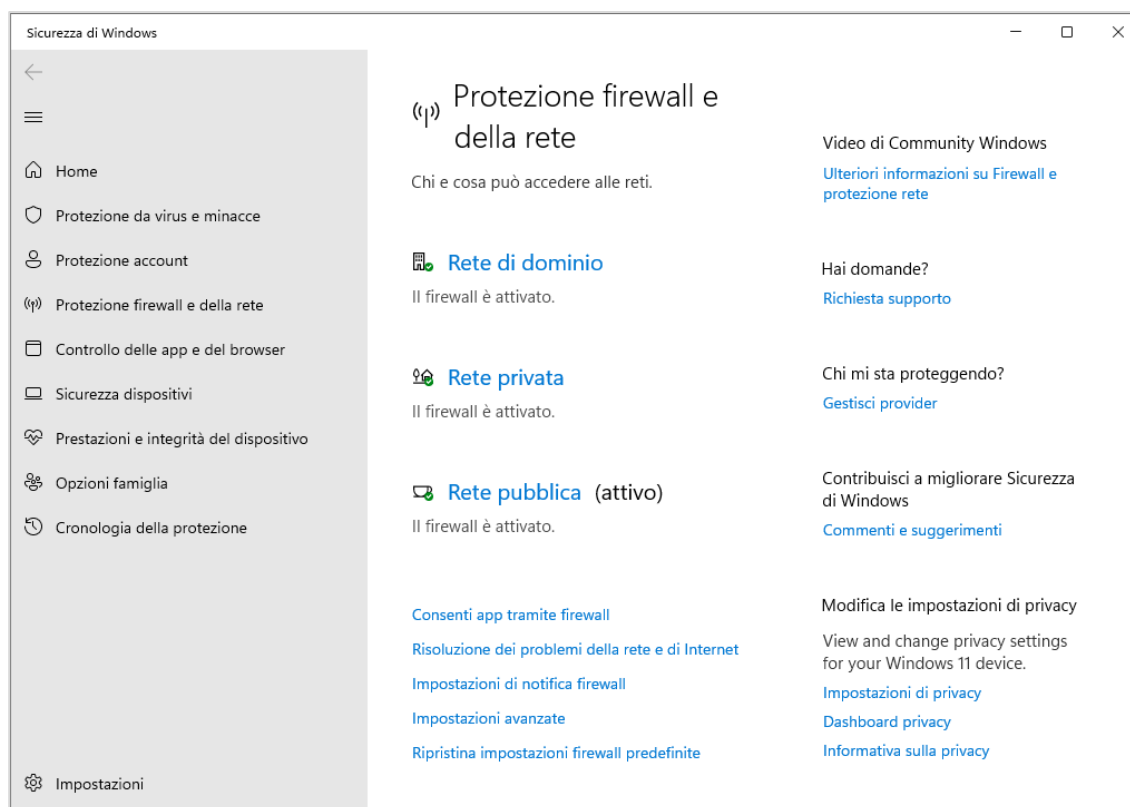 Sicurezza di Windows
Home
Protezione da virus e minacce
Protezione account
Protezione firewall e della rete
Controllo delle app e del browser
Sicurezza dispositivi
Prestazioni e integrità del dispositivo
Opzioni famiglia
Cronologia della protezione
Impostazioni
Protezione firewall e
della rete
Chi e cosa può accedere alle reti.
Rete di dominio
Il firewall è attivato.
Rete privata
Il firewall è attivato.
Rete pubblica (attivo)
Il firewall è attivato.
Consenti app tramite firewall
Risoluzione dei problemi della rete e di Internet
Impostazioni di notifica firewall
Impostazioni avanzate
Ripristina impostazioni firewall predefinite
Video di Community Windows
Ulteriori informazioni su Firewall e
protezione rete
Hai domande?
Richiesta supporto
Chi mi sta proteggendo?
Gestisci provider
Contribuisci a migliorare Sicurezza
di Windows
Commenti e suggerimenti
Modifica le impostazioni di privacy
View and change privacy settings
for your Windows 11 device.
Impostazioni di privacy
Dashboard privacy
Informativa sulla privacy